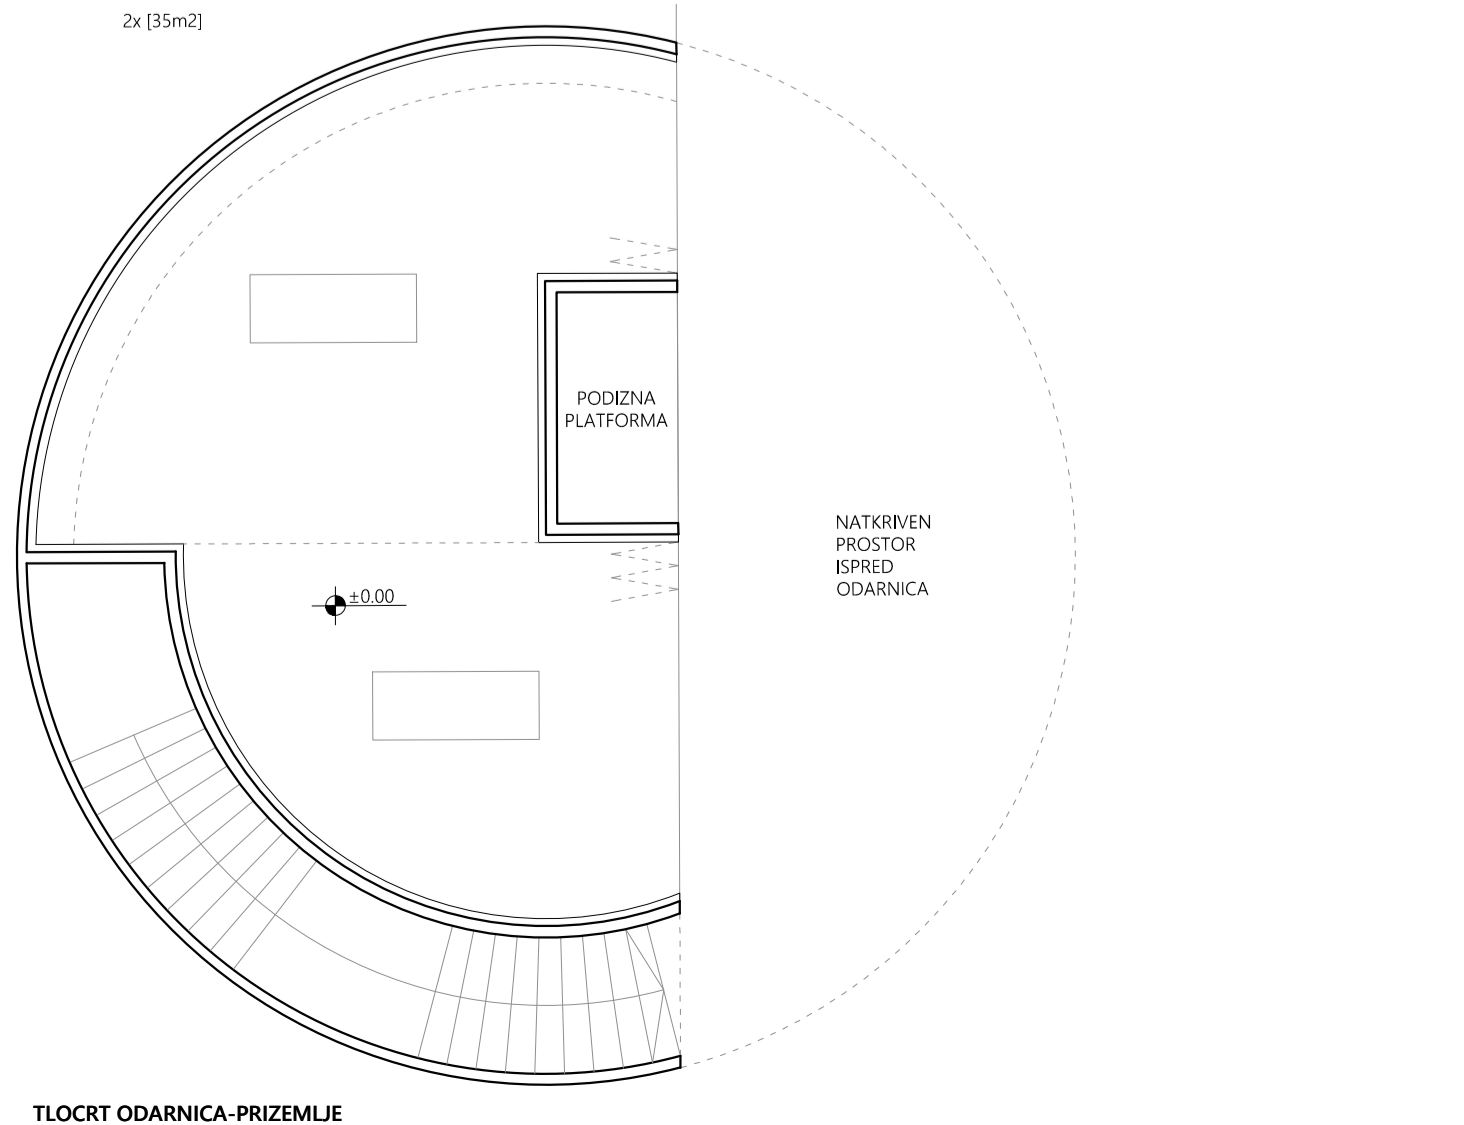 2x [35m2]
PODIZNA
PLATFORMA
NATKRIVEN
PROSTOR
ISPRED
ODARNICA
±0.00
TLOCRT ODARNICA-PRIZEMLJE